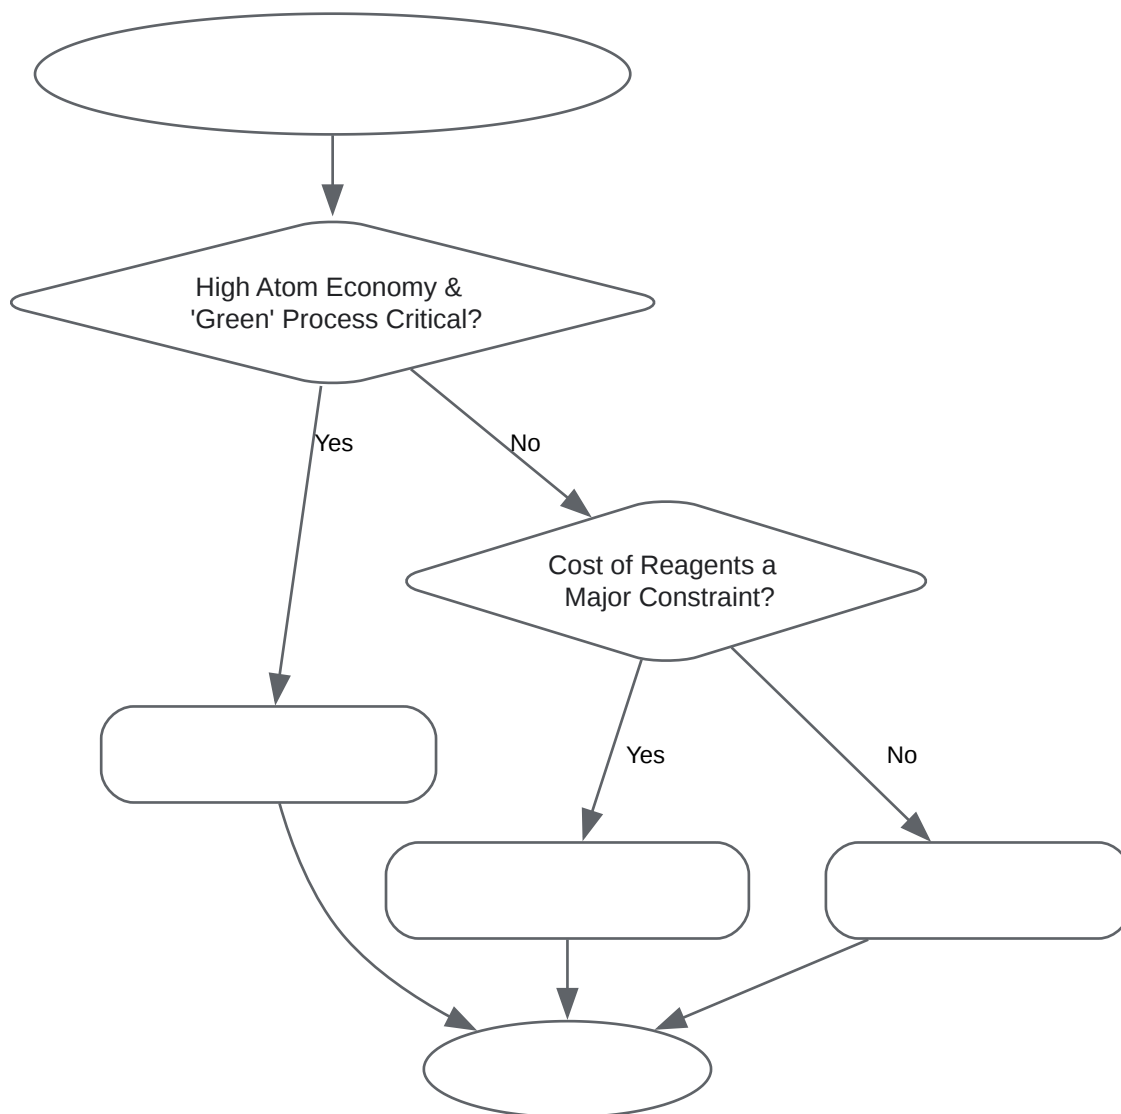 High Atom Economy &
'Green' Process Critical?
Yes
No
Cost of Reagents a
Major Constraint?
Yes
No